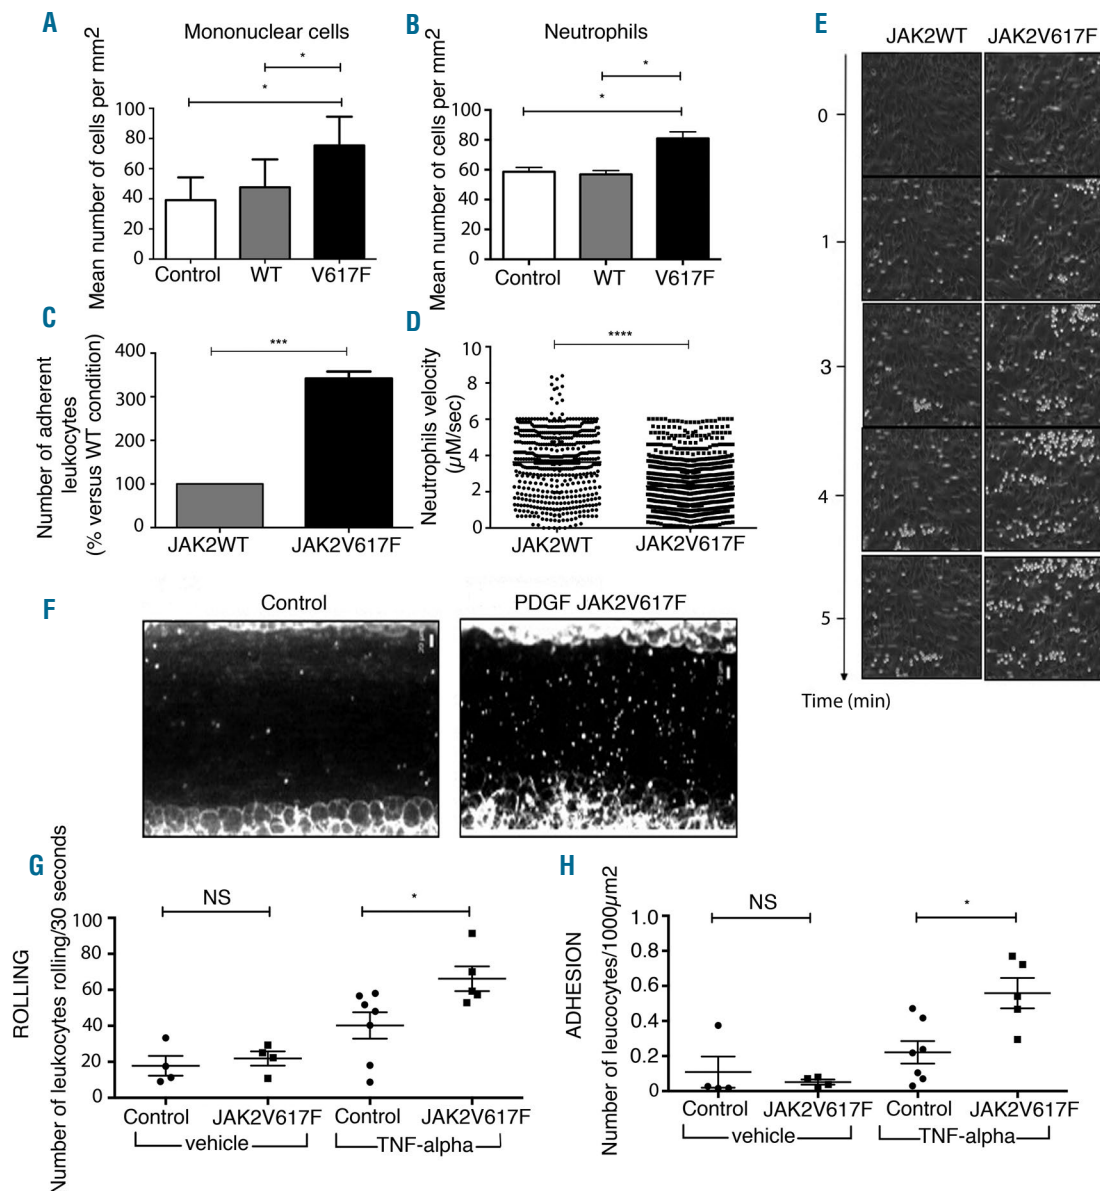 A
Mononuclear cells
Mean number of cells per mm2
*
*
100
80
60
40
20
0
Control
WT
V617F
B
Neutrophils
Mean number of cells per mm2
*
*
100
80
60
40
20
0
Control
WT
V617F
C
Number of adherent
leukocytes
(% versus WT condition)
***
400
300
200
100
0
JAK2WT
JAK2V617F
D
Neutrophils velocity
(µM/sec)
****
10
8
6
4
2
0
JAK2WT
JAK2V617F
E
JAK2WT
JAK2V617F
0
1
3
4
5
Time (min)
F
Control
PDGF JAK2V617F
20 µm
20 µm
G
ROLLING
Number of leukocytes rolling/30 seconds
NS
*
100
80
60
40
20
0
Control
JAK2V617F
Control
JAK2V617F
vehicle
TNF-alpha
H
ADHESION
Number of leucocytes/1000µm2
NS
*
1.0
0.8
0.6
0.4
0.2
0
Control
JAK2V617F
Control
JAK2V617F
vehicle
TNF-alpha